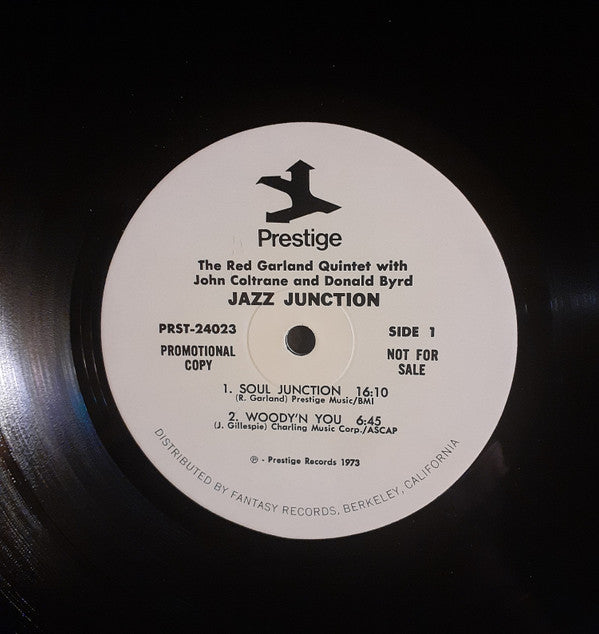 Prestige
The Red Garland Quintet with
John Coltrane and Donald Byrd
JAZZ JUNCTION
PRST-24023
SIDE 1
PROMOTIONAL
COPY
NOT FOR
SALE
1. SOUL JUNCTION 16:10
(R. Garland) Prestige Music/BMI
2. WOODY'N YOU 6:45
(J. Gillespie) Charling Music Corp./ASCAP
℗ - Prestige Records 1973
DISTRIBUTED BY FANTASY RECORDS, BERKELEY, CALIFORNIA